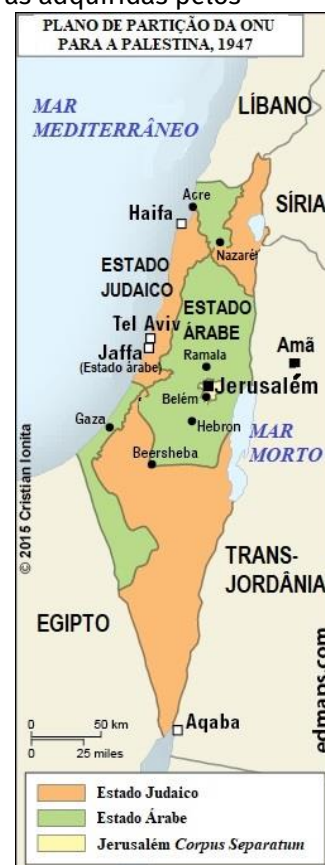 as adquiridas pelos
PLANO DE PARTIÇÃO DA ONU
PARA A PALESTINA, 1947
MAR
MEDITERRÂNEO
LÍBANO
SÍRIA
Acre
Haifa
Nazaré
ESTADO
JUDAICO
ESTADO
ÁRABE
Tel Aviv
Jaffa
(Estado árabe)
Ramala
Amã
Jerusalém
Belém
Gaza
Hebron
MAR
MORTO
Beersheba
TRANS-
JORDÂNIA
EGIPTO
© 2015 Cristian Ionita
edmaps.com
0 50 km
0 25 miles
Aqaba
Estado Judaico
Estado Árabe
Jerusalém Corpus Separatum